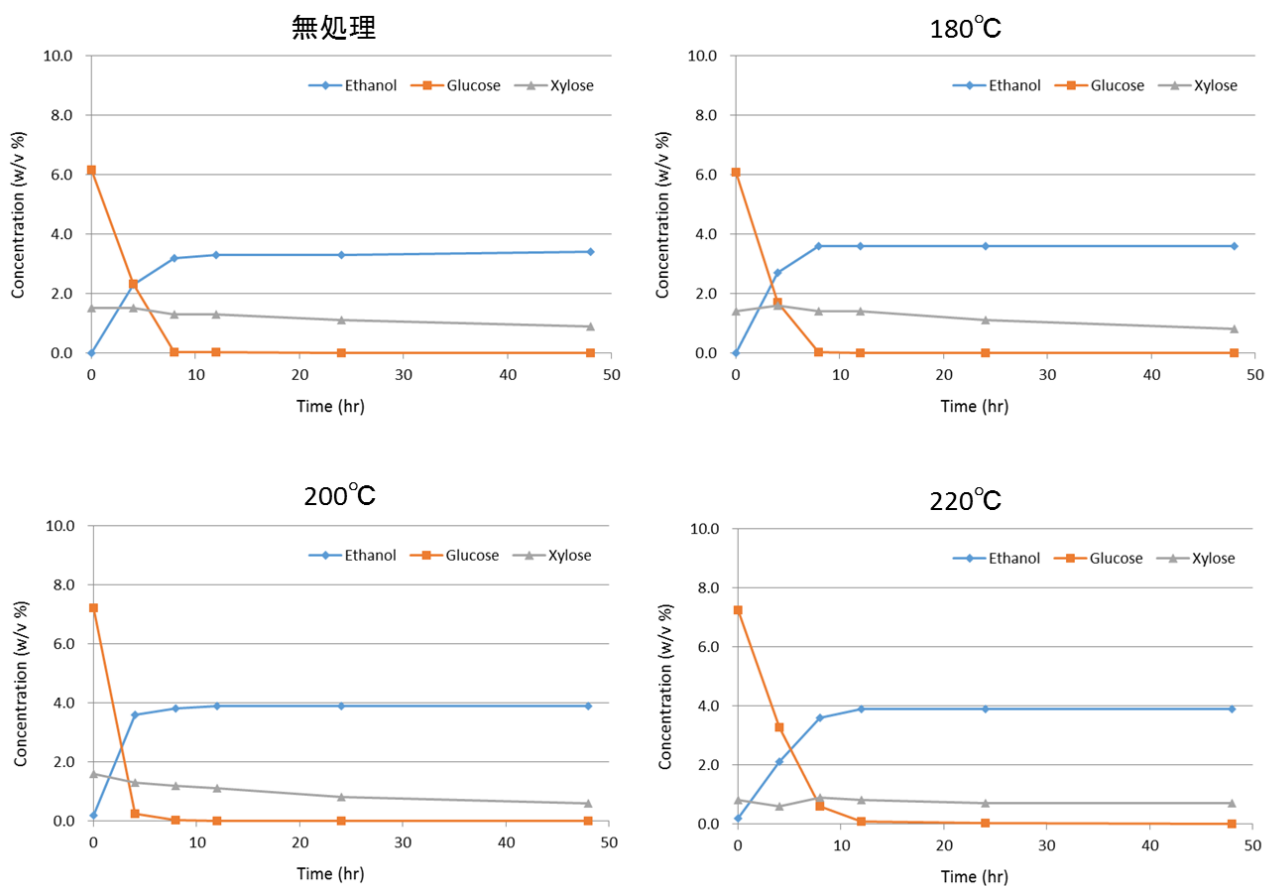 無処理
10.0
8.0
6.0
4.0
2.0
0.0
Concentration (w/v %)
Ethanol Glucose Xylose
0 10 20 30 40 50
Time (hr)
180℃
10.0
8.0
6.0
4.0
2.0
0.0
Concentration (w/v %)
Ethanol Glucose Xylose
0 10 20 30 40 50
Time (hr)
200℃
10.0
8.0
6.0
4.0
2.0
0.0
Concentration (w/v %)
Ethanol Glucose Xylose
0 10 20 30 40 50
Time (hr)
220℃
10.0
8.0
6.0
4.0
2.0
0.0
Concentration (w/v %)
Ethanol Glucose Xylose
0 10 20 30 40 50
Time (hr)